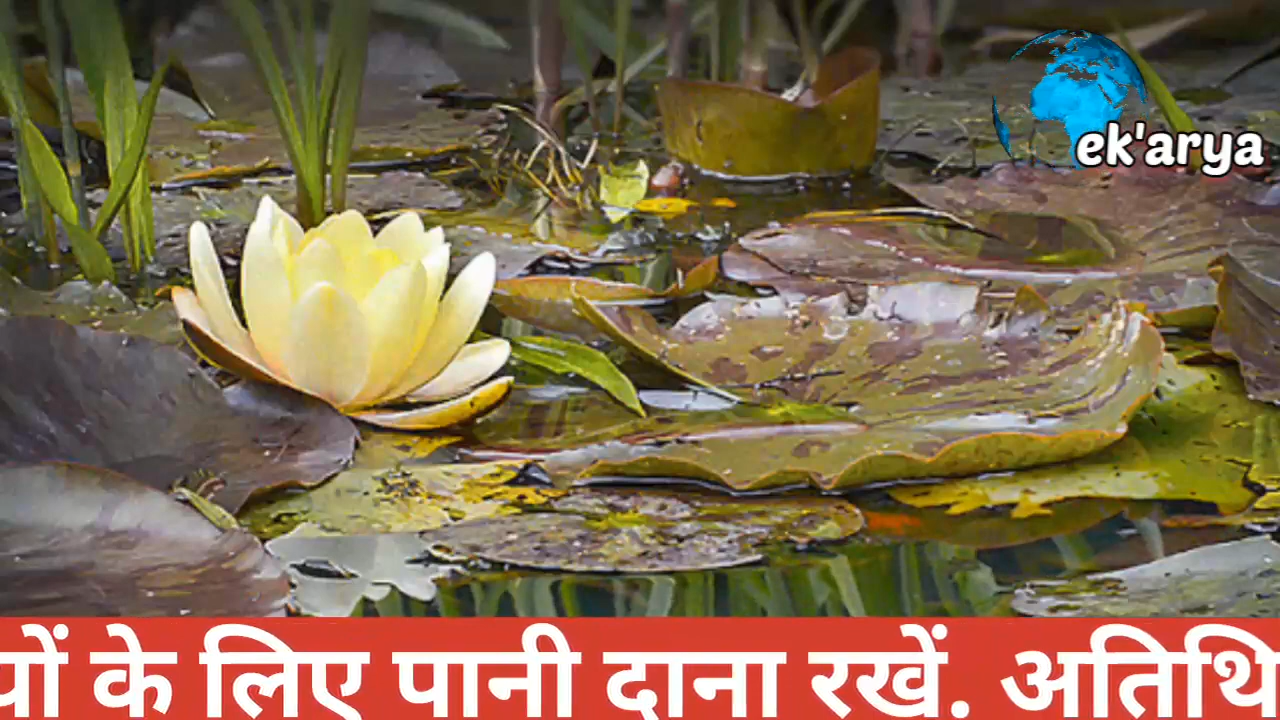 ek'arya
के लिए पानी दाना रखें. अतिथि